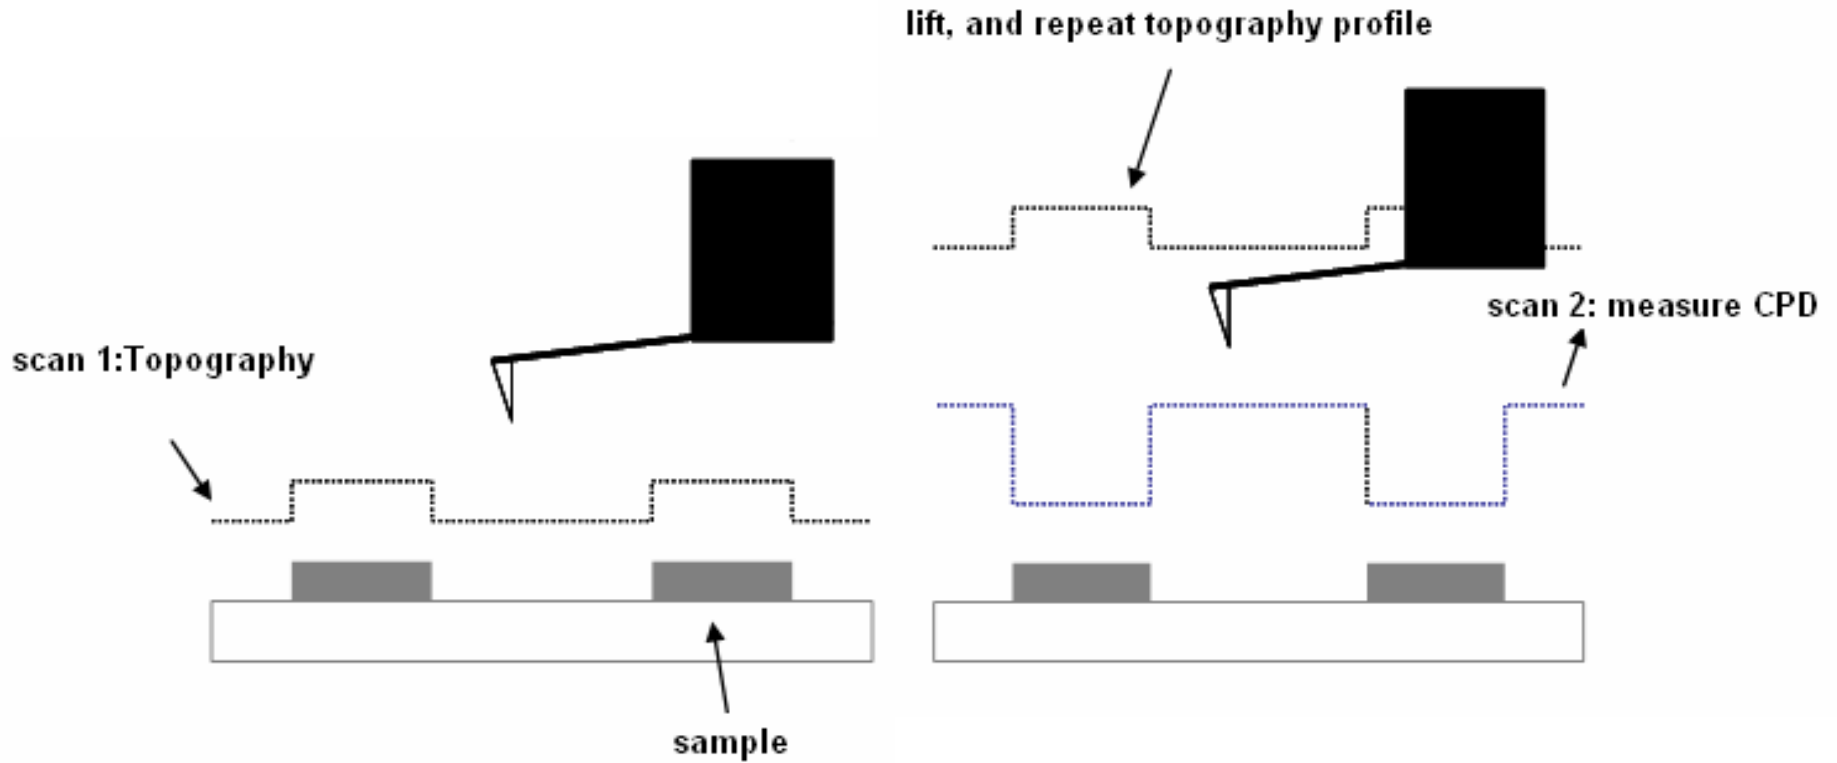 lift, and repeat topography profile
scan 1:Topography
scan 2: measure CPD
sample